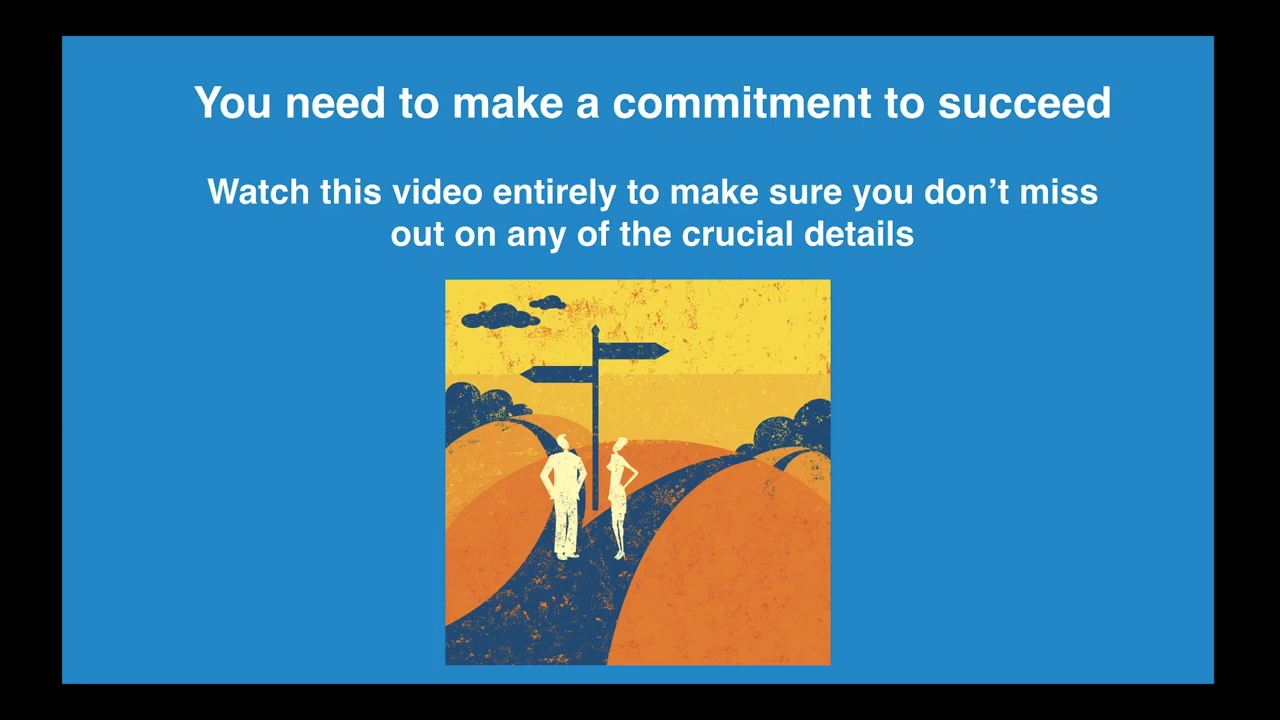 You need to make a commitment to succeed
Watch this video entirely to make sure you don’t miss
out on any of the crucial details